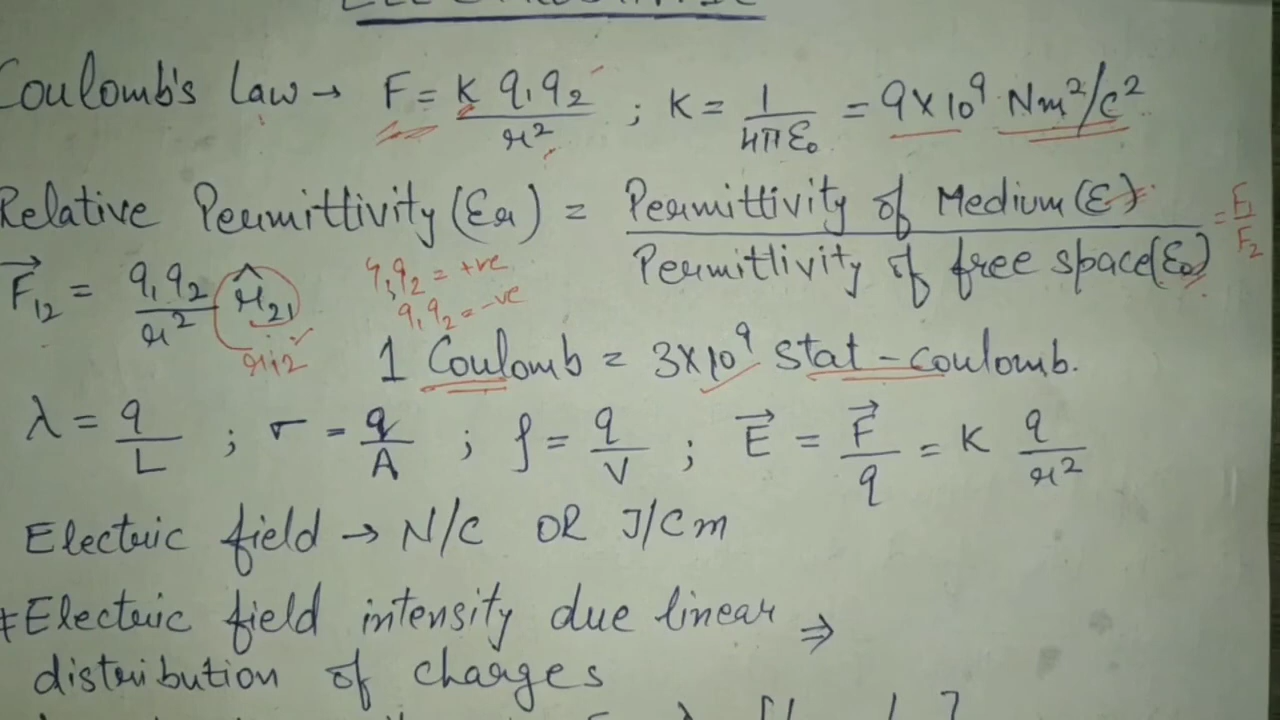 Coulomb's Law → F = K q1q2 / r² ; K = 1 / 4πε0 = 9×10⁹ Nm²/c²
Relative Permittivity (εr) = Permittivity of Medium (ε) / Permittivity of free space (ε0) = F1 / F2
F⃗12 = q1q2 / r² r̂21
r12
q1q2 = +ve
q1q2 = -ve
1 Coulomb = 3×10⁹ Stat-coulomb.
λ = q / L ; σ = q / A ; ρ = q / V ; E⃗ = F⃗ / q = K q / r²
Electric field → N/C OR J/Cm
*Electric field intensity due linear ⇒
distribution of charges